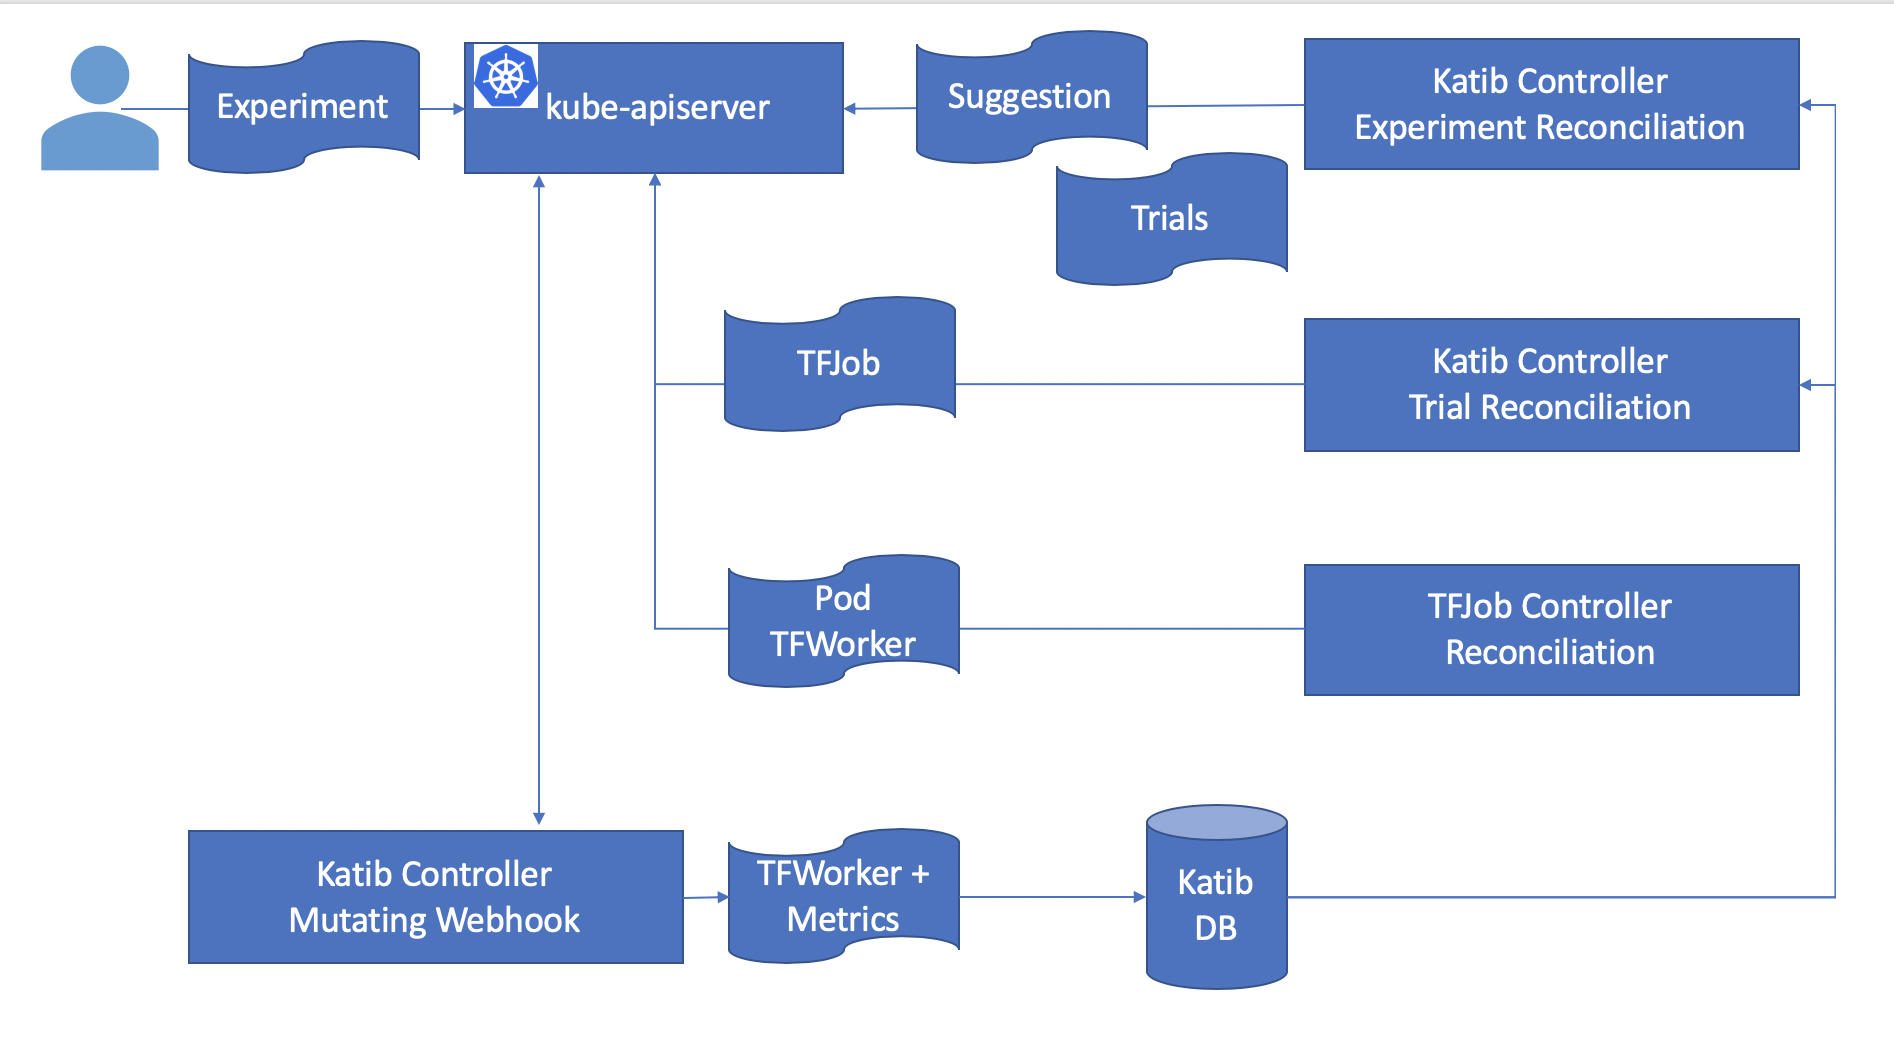 Experiment
kube-apiserver
Suggestion
Katib Controller
Experiment Reconciliation
Trials
TFJob
Katib Controller
Trial Reconciliation
Pod
TFWorker
TFJob Controller
Reconciliation
Katib Controller
Mutating Webhook
TFWorker +
Metrics
Katib
DB